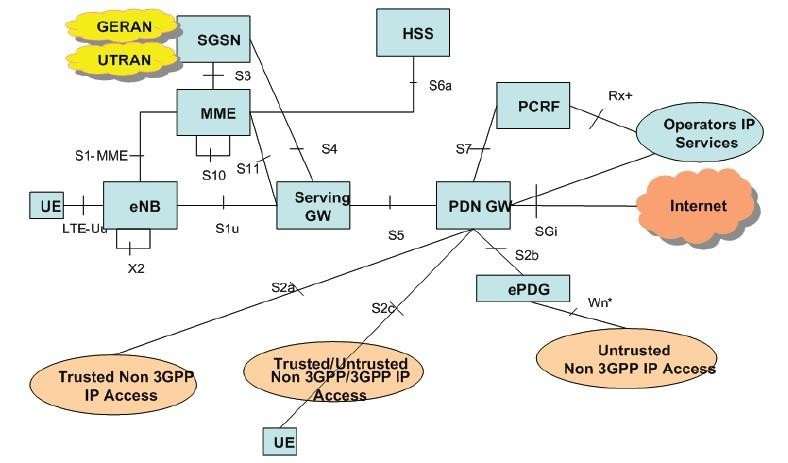 GERAN
UTRAN
SGSN
HSS
S3
S6a
MME
PCRF
Rx+
Operators IP
Services
S1-MME
S10
S11
S4
S7
UE
eNB
Serving
GW
PDN GW
Internet
LTE-Uu
S1u
S5
SGi
X2
S2b
S2a
ePDG
S2c
Wn*
Trusted Non 3GPP
IP Access
Trusted/Untrusted
Non 3GPP/3GPP IP
Access
Untrusted
Non 3GPP IP Access
UE